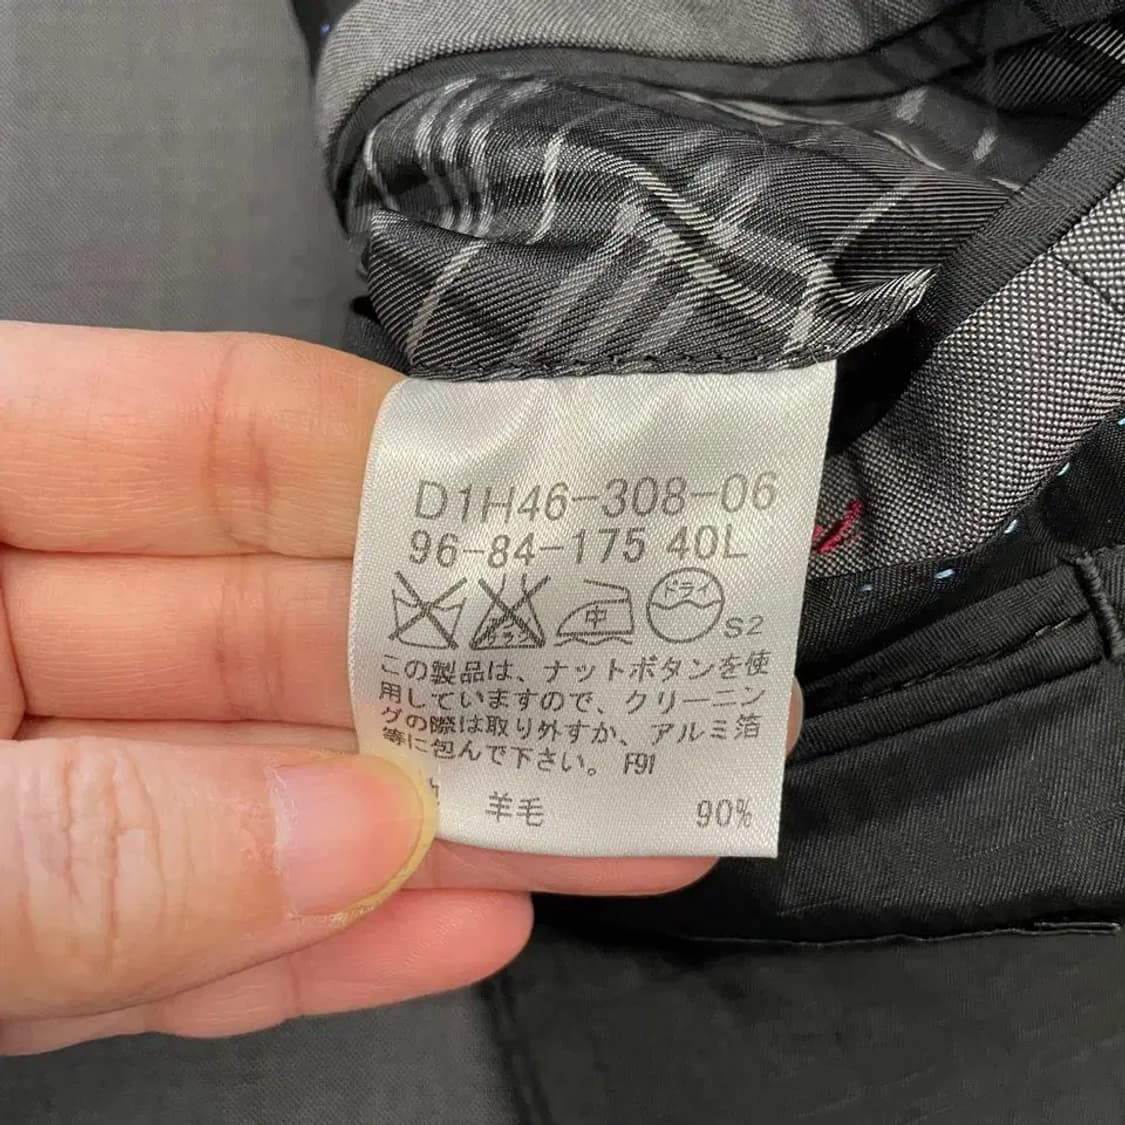 D1H46-308-06
96-84-175 40L
中 ドライ S2
この製品は、ナットボタンを使
用していますので、クリーニン
グの際は取り外すか、アルミ箔
等に包んで下さい。 F91
羊毛 90%